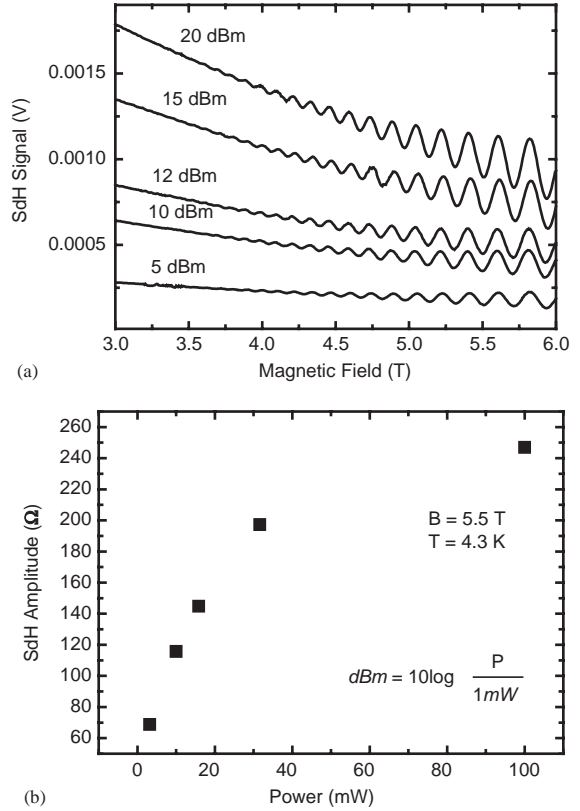 20 dBm
15 dBm
12 dBm
10 dBm
5 dBm
0.0015
0.0010
0.0005
SdH Signal (V)
3.0 3.5 4.0 4.5 5.0 5.5 6.0
(a)
Magnetic Field (T)
260
240
220
200
180
160
140
120
100
80
60
SdH Amplitude (Ω)
B = 5.5 T
T = 4.3 K
dBm = 10log P / 1mW
0 20 40 60 80 100
(b)
Power (mW)